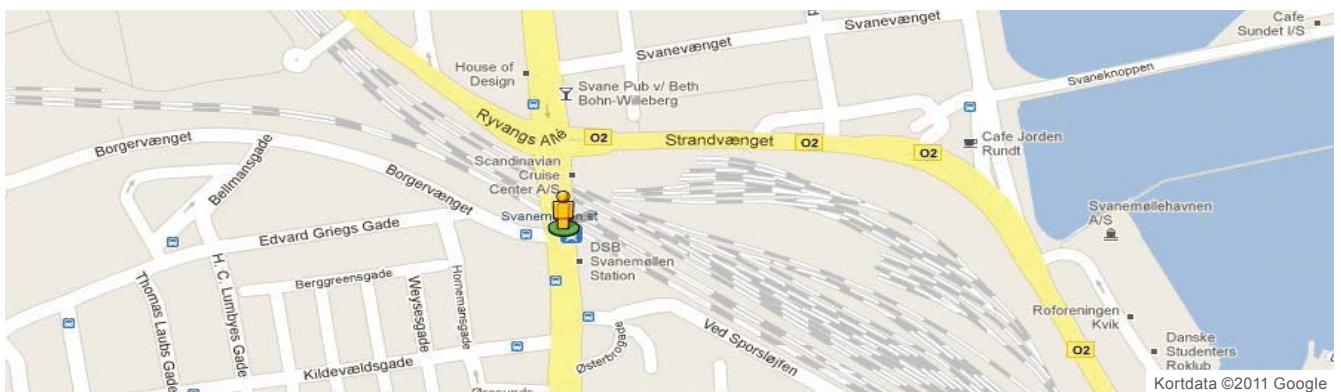 Cafe
Sundet I/S
Svanevænget
Svanevænget
House of
Design
Svaneknoppen
Svane Pub v/ Beth
Bohn-Willeberg
Ryvangs Allé
O2
Strandvænget
O2
O2
Cafe Jorden
Rundt
Borgervænget
Bellmansgade
Scandinavian
Cruise
Center A/S
Borgervænget
Svanemøllehavnen
A/S
Edvard Griegs Gade
DSB
Svanemøllen
Station
Berggreensgade
Hornemansgade
Weysesgade
H. C. Lumbyes Gade
Thomas Laubs Gade
Ved Sporsløjfen
Østerbrogade
Roforeningen
Kvik
Kildevældsgade
O2
Danske
Studenters
Roklub
Kortdata ©2011 Google